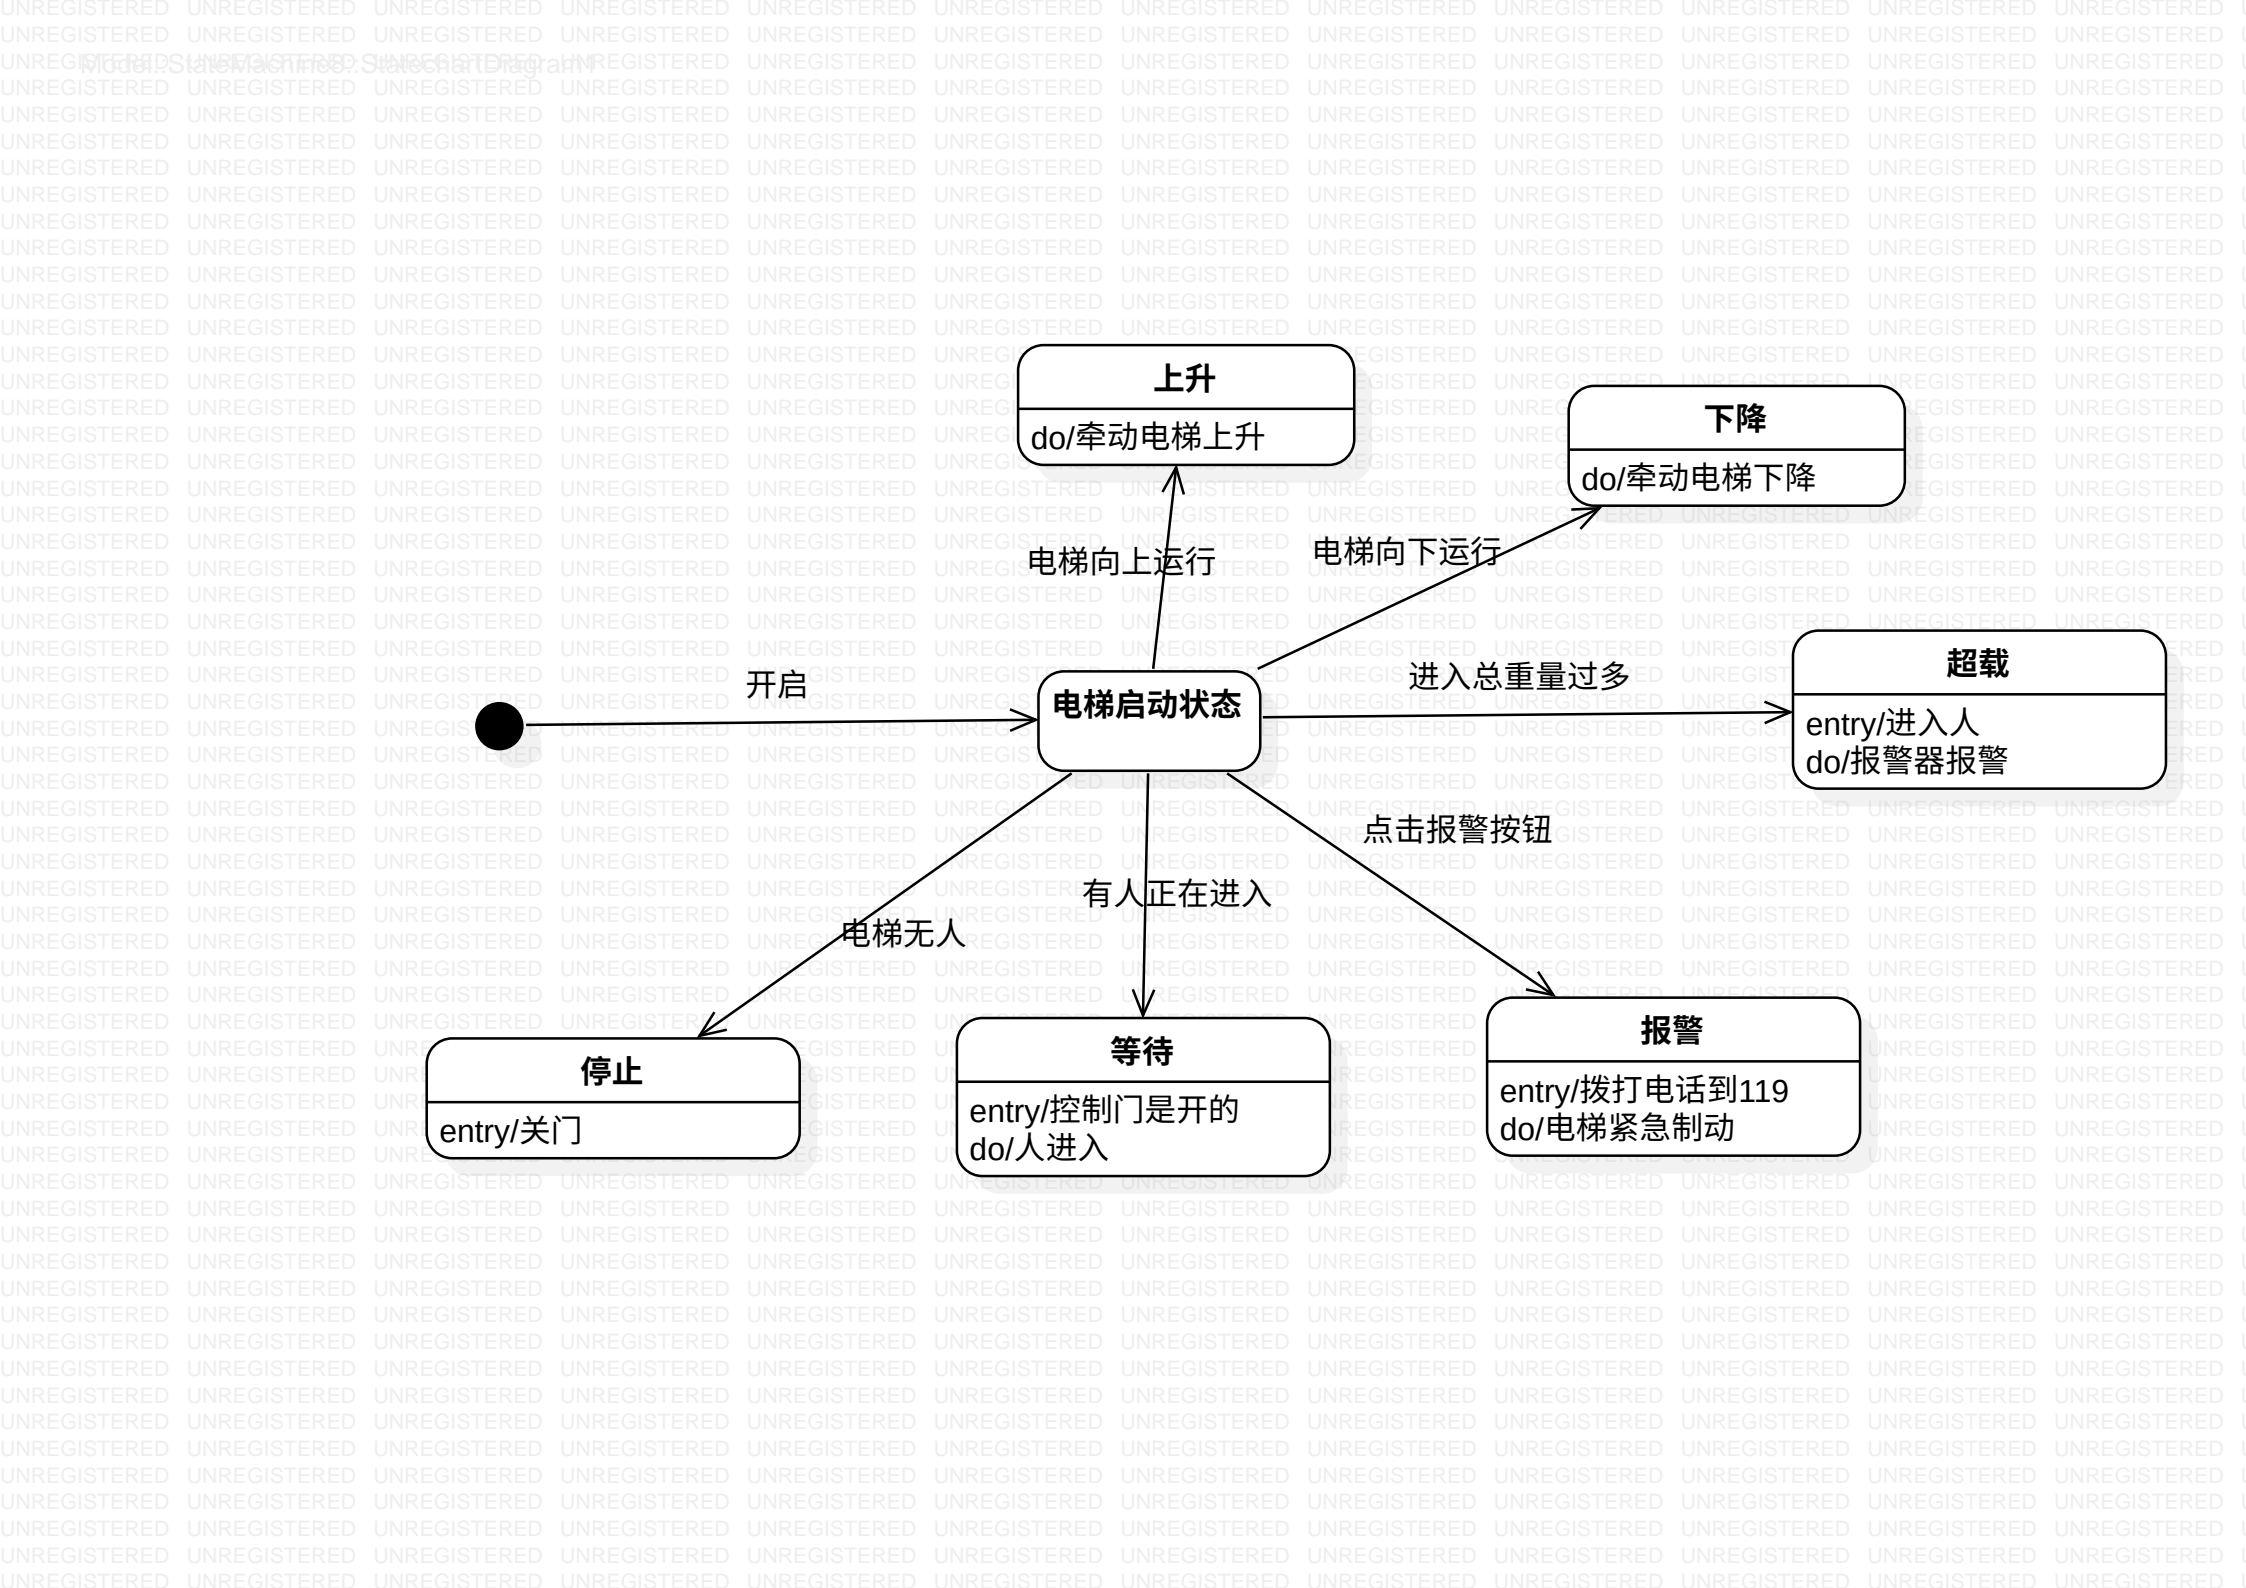 Model::StateMachine8::StatechartDiagram1
上升
do/牵动电梯上升
下降
do/牵动电梯下降
电梯向上运行
电梯向下运行
开启
电梯启动状态
进入总重量过多
超载
entry/进入人
do/报警器报警
点击报警按钮
有人正在进入
电梯无人
停止
entry/关门
等待
entry/控制门是开的
do/人进入
报警
entry/拨打电话到119
do/电梯紧急制动
UNREGISTERED